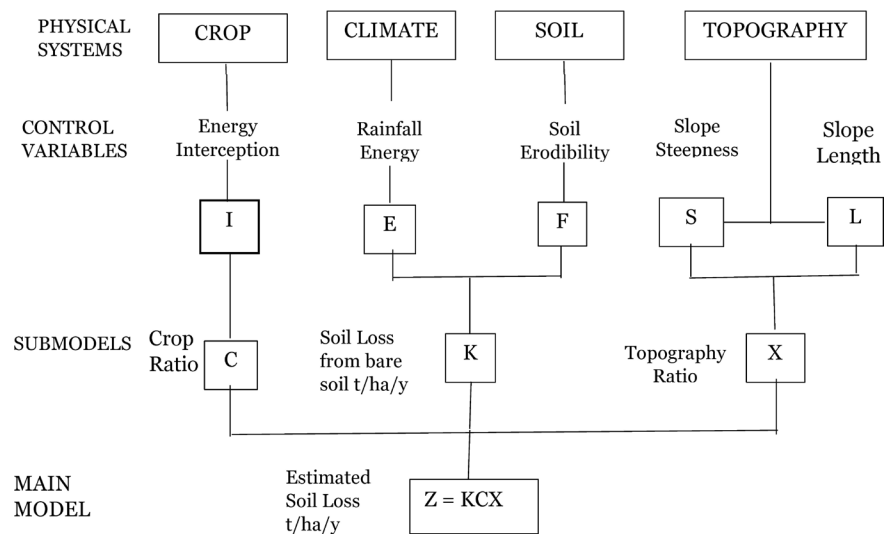 PHYSICAL
SYSTEMS
CROP
CLIMATE
SOIL
TOPOGRAPHY
CONTROL
VARIABLES
Energy
Interception
Rainfall
Energy
Soil
Erodibility
Slope
Steepness
Slope
Length
I
E
F
S
L
SUBMODELS
Crop
Ratio
C
Soil Loss
from bare
soil t/ha/y
K
Topography
Ratio
X
MAIN
MODEL
Estimated
Soil Loss
t/ha/y
Z = KCX